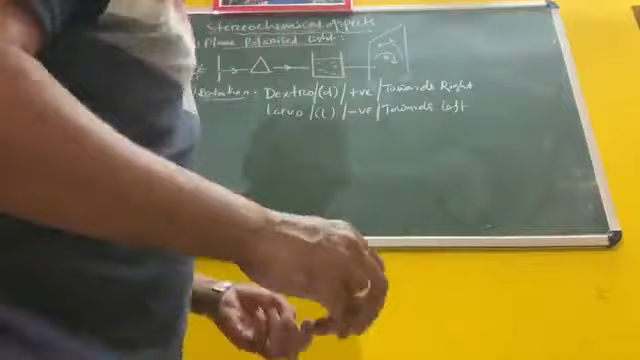 Stereochemical Aspects
Plane Polarised Light:
Rotation: Dextro/(d)/+ve/Towards Right
Laevo/(l)/-ve/Towards Left